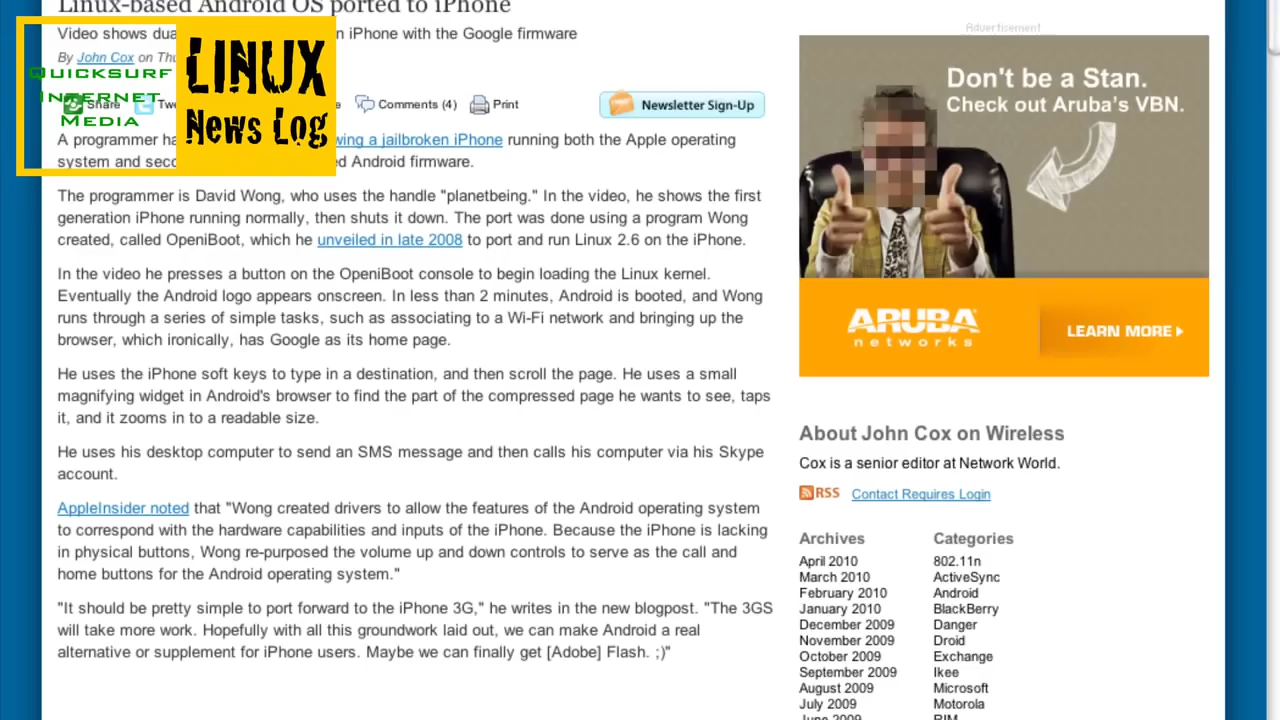 Linux-based Android OS ported to iPhone
Video shows dua
n iPhone with the Google firmware
By John Cox on Thu
Share
Twe
Comments (4)
Print
Newsletter Sign-Up
Quicksurf
Internet
Media
LINUX
News Log
A programmer ha
wing a jailbroken iPhone running both the Apple operating
system and seco
ed Android firmware.
The programmer is David Wong, who uses the handle "planetbeing." In the video, he shows the first
generation iPhone running normally, then shuts it down. The port was done using a program Wong
created, called OpeniBoot, which he unveiled in late 2008 to port and run Linux 2.6 on the iPhone.
In the video he presses a button on the OpeniBoot console to begin loading the Linux kernel.
Eventually the Android logo appears onscreen. In less than 2 minutes, Android is booted, and Wong
runs through a series of simple tasks, such as associating to a Wi-Fi network and bringing up the
browser, which ironically, has Google as its home page.
He uses the iPhone soft keys to type in a destination, and then scroll the page. He uses a small
magnifying widget in Android's browser to find the part of the compressed page he wants to see, taps
it, and it zooms in to a readable size.
He uses his desktop computer to send an SMS message and then calls his computer via his Skype
account.
AppleInsider noted that "Wong created drivers to allow the features of the Android operating system
to correspond with the hardware capabilities and inputs of the iPhone. Because the iPhone is lacking
in physical buttons, Wong re-purposed the volume up and down controls to serve as the call and
home buttons for the Android operating system."
"It should be pretty simple to port forward to the iPhone 3G," he writes in the new blogpost. "The 3GS
will take more work. Hopefully with all this groundwork laid out, we can make Android a real
alternative or supplement for iPhone users. Maybe we can finally get [Adobe] Flash. ;)"
Advertisement
Don't be a Stan.
Check out Aruba's VBN.
ARUBA
networks
LEARN MORE
About John Cox on Wireless
Cox is a senior editor at Network World.
RSS
Contact Requires Login
Archives
April 2010
March 2010
February 2010
January 2010
December 2009
November 2009
October 2009
September 2009
August 2009
July 2009
June 2009
Categories
802.11n
ActiveSync
Android
BlackBerry
Danger
Droid
Exchange
Ikee
Microsoft
Motorola
RIM